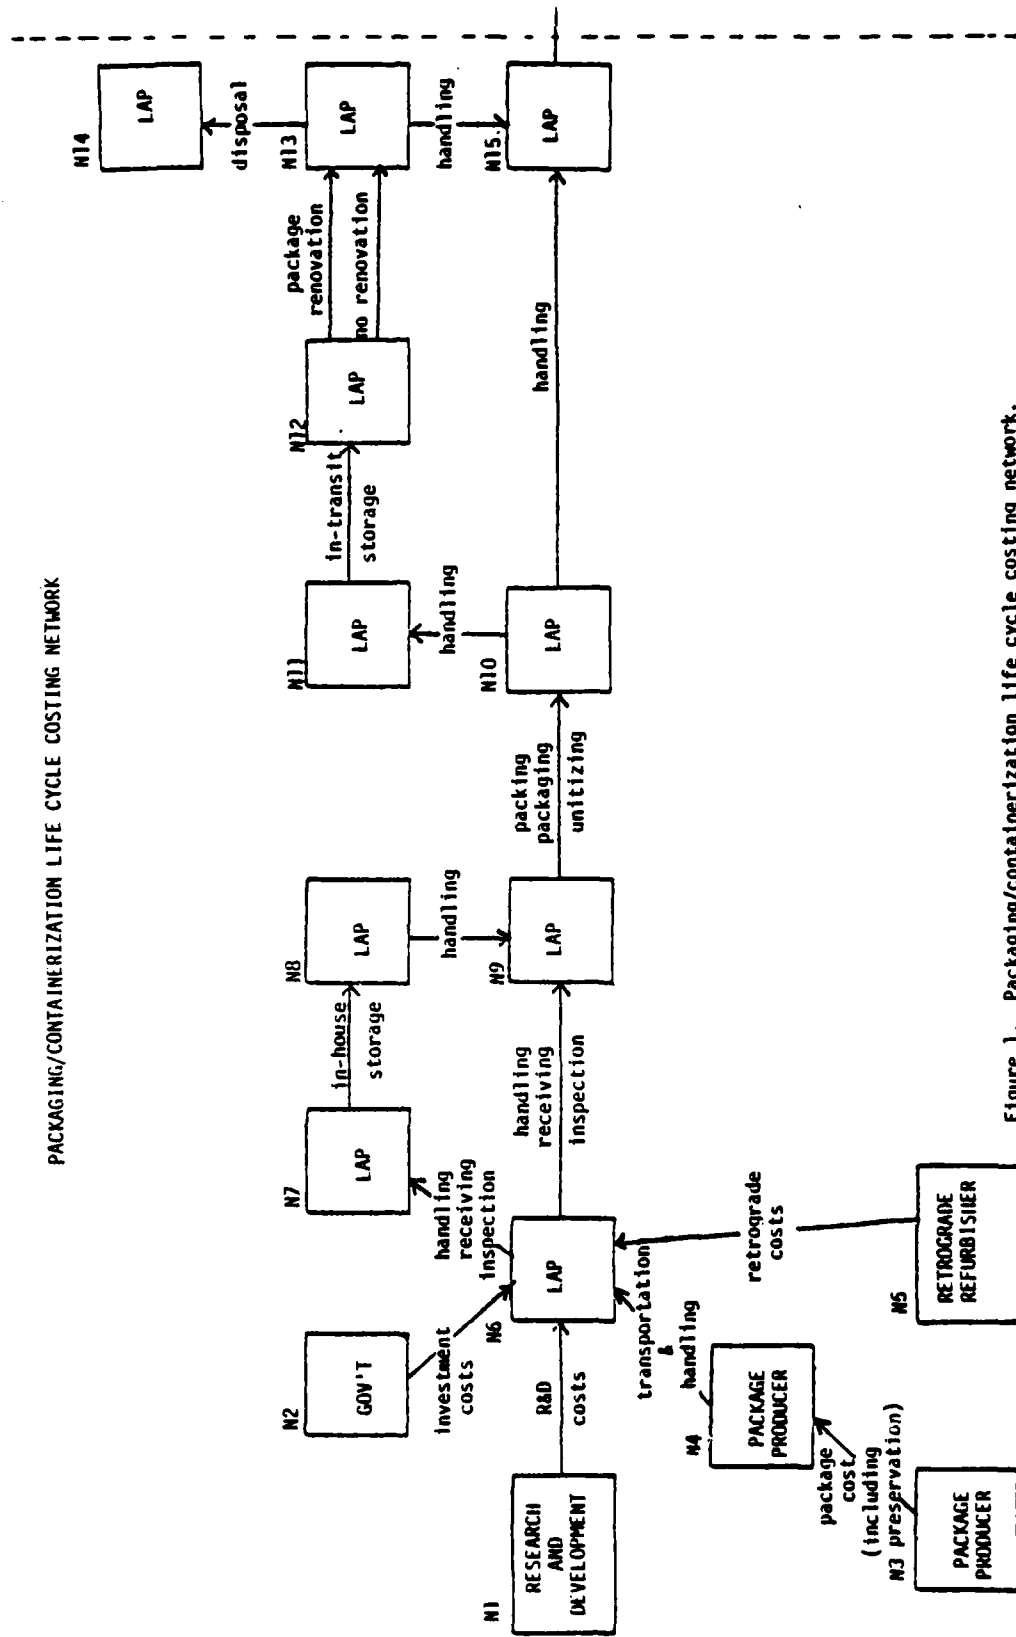 PACKAGING/CONTAINERIZATION LIFE CYCLE COSTING NETWORK
N14
LAP
disposal
N13
LAP
handling
N15.
LAP
package
renovation
no renovation
N12
LAP
in-transit
storage
N11
LAP
handling
N10
LAP
handling
packing
packaging
unitizing
N8
LAP
handling
N9
LAP
in-house
storage
N7
LAP
handling
receiving
inspection
handling
receiving
inspection
N2
GOV'T
investment
costs
N6
LAP
R&D
costs
N1
RESEARCH
AND
DEVELOPMENT
transportation
&
handling
N4
PACKAGE
PRODUCER
package
cost
(including
N3 preservation)
PACKAGE
PRODUCER
retrograde
costs
N5
RETROGRADE
REFURBISHER
Figure 1. Packaging/containerization life cycle costing network.